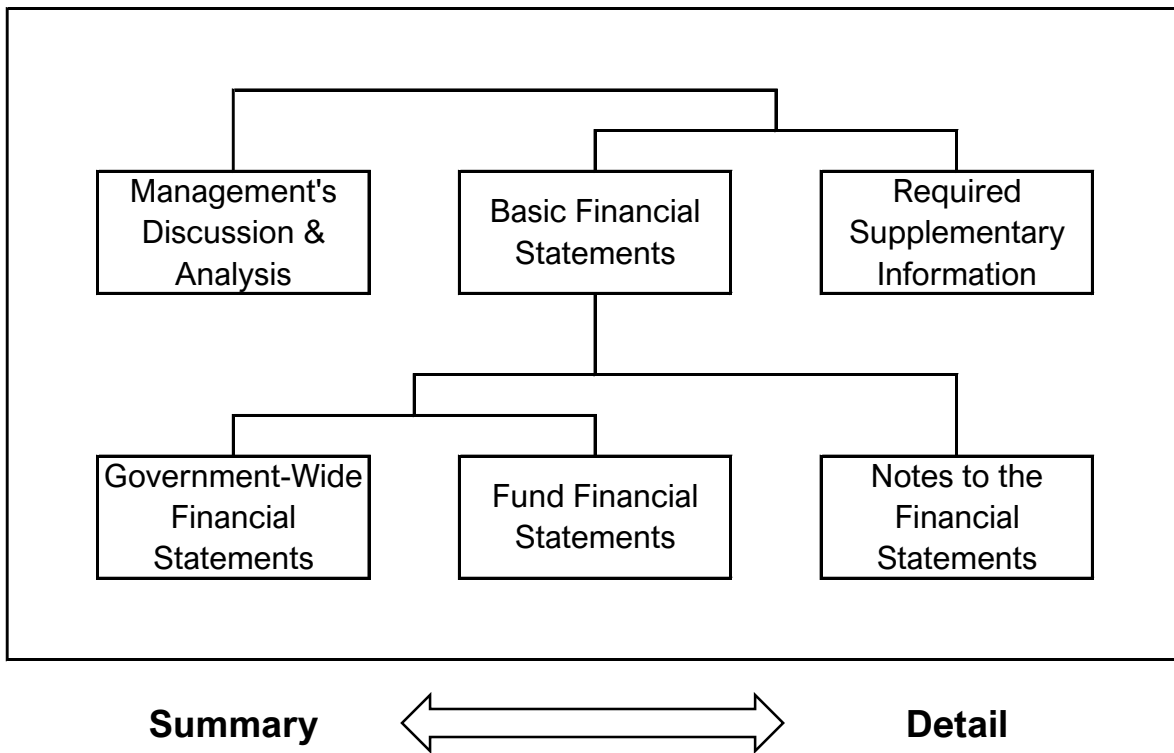 Management's
Discussion &
Analysis
Basic Financial
Statements
Required
Supplementary
Information
Government-Wide
Financial
Statements
Fund Financial
Statements
Notes to the
Financial
Statements
Summary
Detail